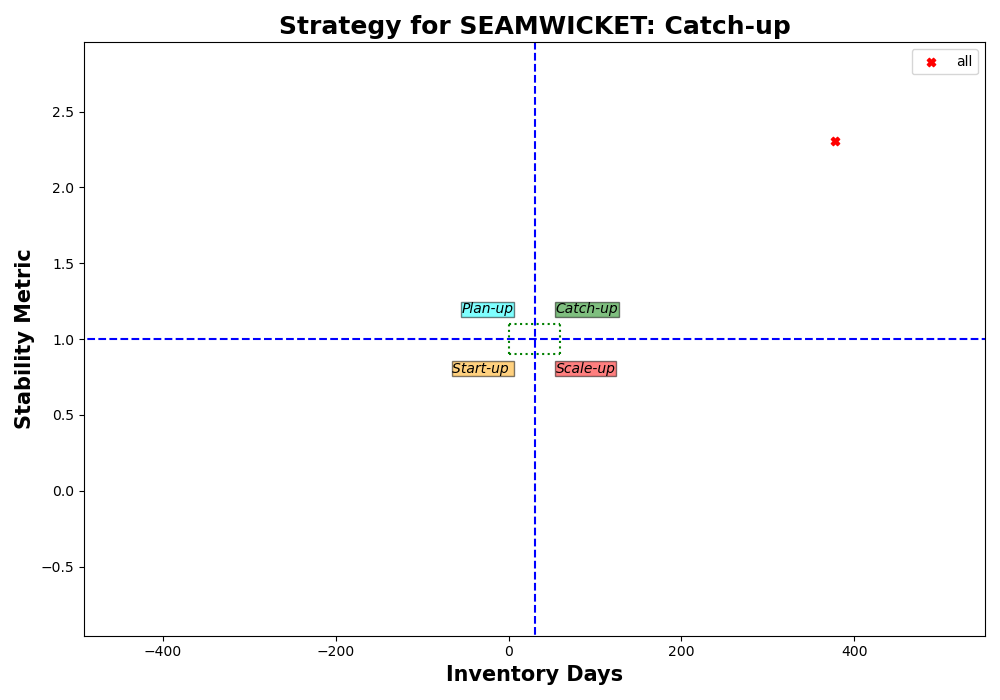 Strategy for SEAMWICKET: Catch-up
all
2.5
2.0
1.5
1.0
0.5
0.0
−0.5
Stability Metric
Plan-up
Catch-up
Start-up
Scale-up
−400
−200
0
200
400
Inventory Days